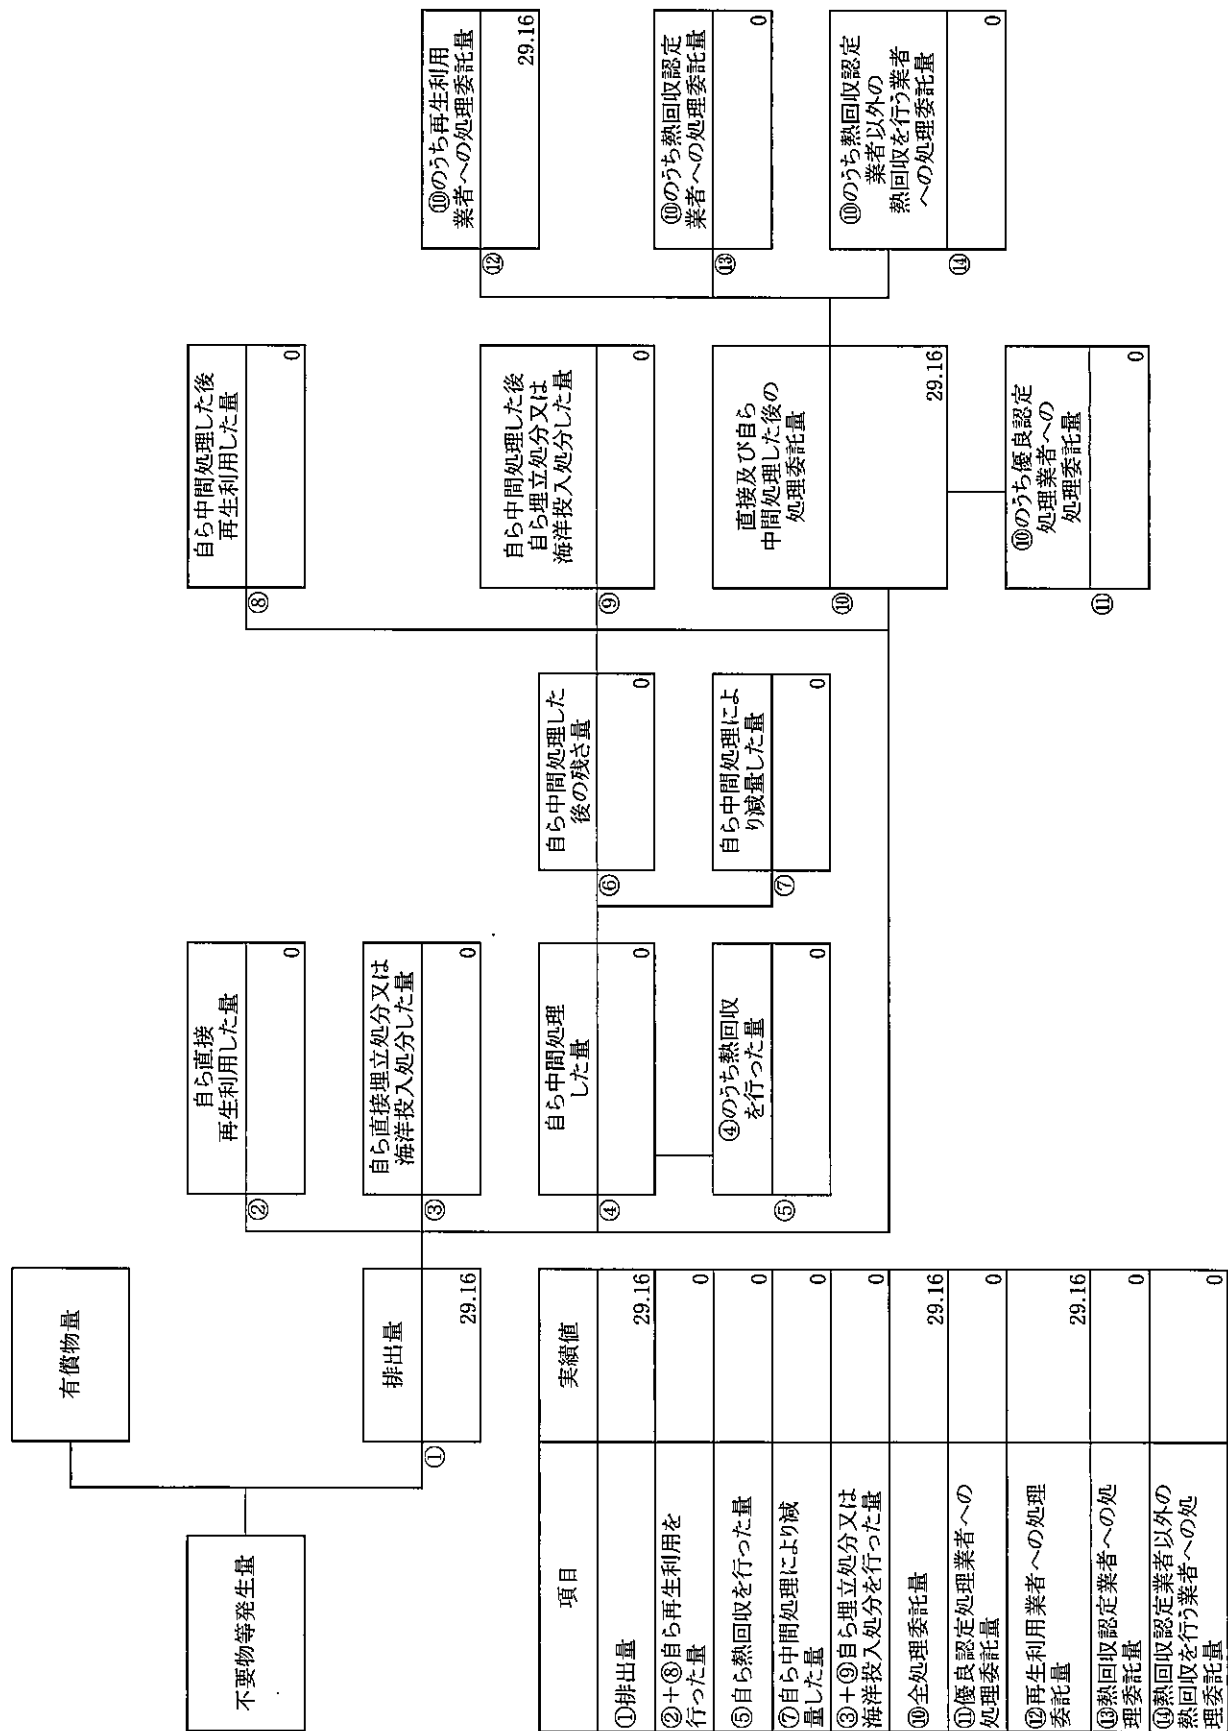 有償物量
不要物等発生量
排出量
①
29.16
自ら直接
再生利用した量
②
0
自ら直接埋立処分又は
海洋投入処分した量
③
0
自ら中間処理
した量
④
0
④のうち熱回収
を行った量
⑤
0
自ら中間処理した
後の残さ量
⑥
0
自ら中間処理によ
り減量した量
⑦
0
自ら中間処理した後
再生利用した量
⑧
0
自ら中間処理した後
自ら埋立処分又は
海洋投入処分した量
⑨
0
直接及び自ら
中間処理した後の
処理委託量
⑩
29.16
⑩のうち優良認定
処理業者への
処理委託量
⑪
0
⑩のうち再生利用
業者への処理委託量
⑫
29.16
⑩のうち熱回収認定
業者への処理委託量
⑬
0
⑩のうち熱回収認定
業者以外の
熱回収を行う業者
への処理委託量
⑭
0
項目 実績値
①排出量 29.16
②+⑧自ら再生利用を
行った量 0
⑤自ら熱回収を行った量 0
⑦自ら中間処理により減
量した量 0
③+⑨自ら埋立処分又は
海洋投入処分を行った量 0
⑩全処理委託量 29.16
⑪優良認定処理業者への
処理委託量 0
⑫再生利用業者への処理
委託量 29.16
⑬熱回収認定業者への処
理委託量 0
⑭熱回収認定業者以外の
熱回収を行う業者への処
理委託量 0